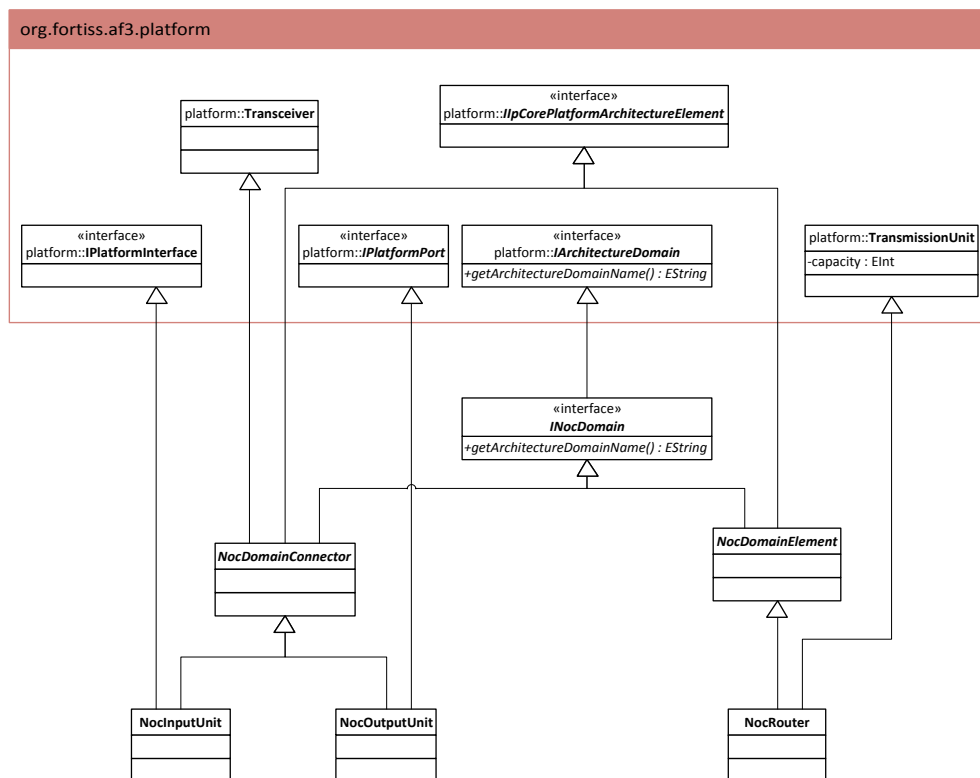 org.fortiss.af3.platform
«interface»
platform::IIpCorePlatformArchitectureElement
platform::Transceiver
«interface»
platform::IPlatformInterface
«interface»
platform::IPlatformPort
«interface»
platform::IArchitectureDomain
+getArchitectureDomainName() : EString
platform::TransmissionUnit
-capacity : EInt
«interface»
INocDomain
+getArchitectureDomainName() : EString
NocDomainConnector
NocDomainElement
NocInputUnit
NocOutputUnit
NocRouter